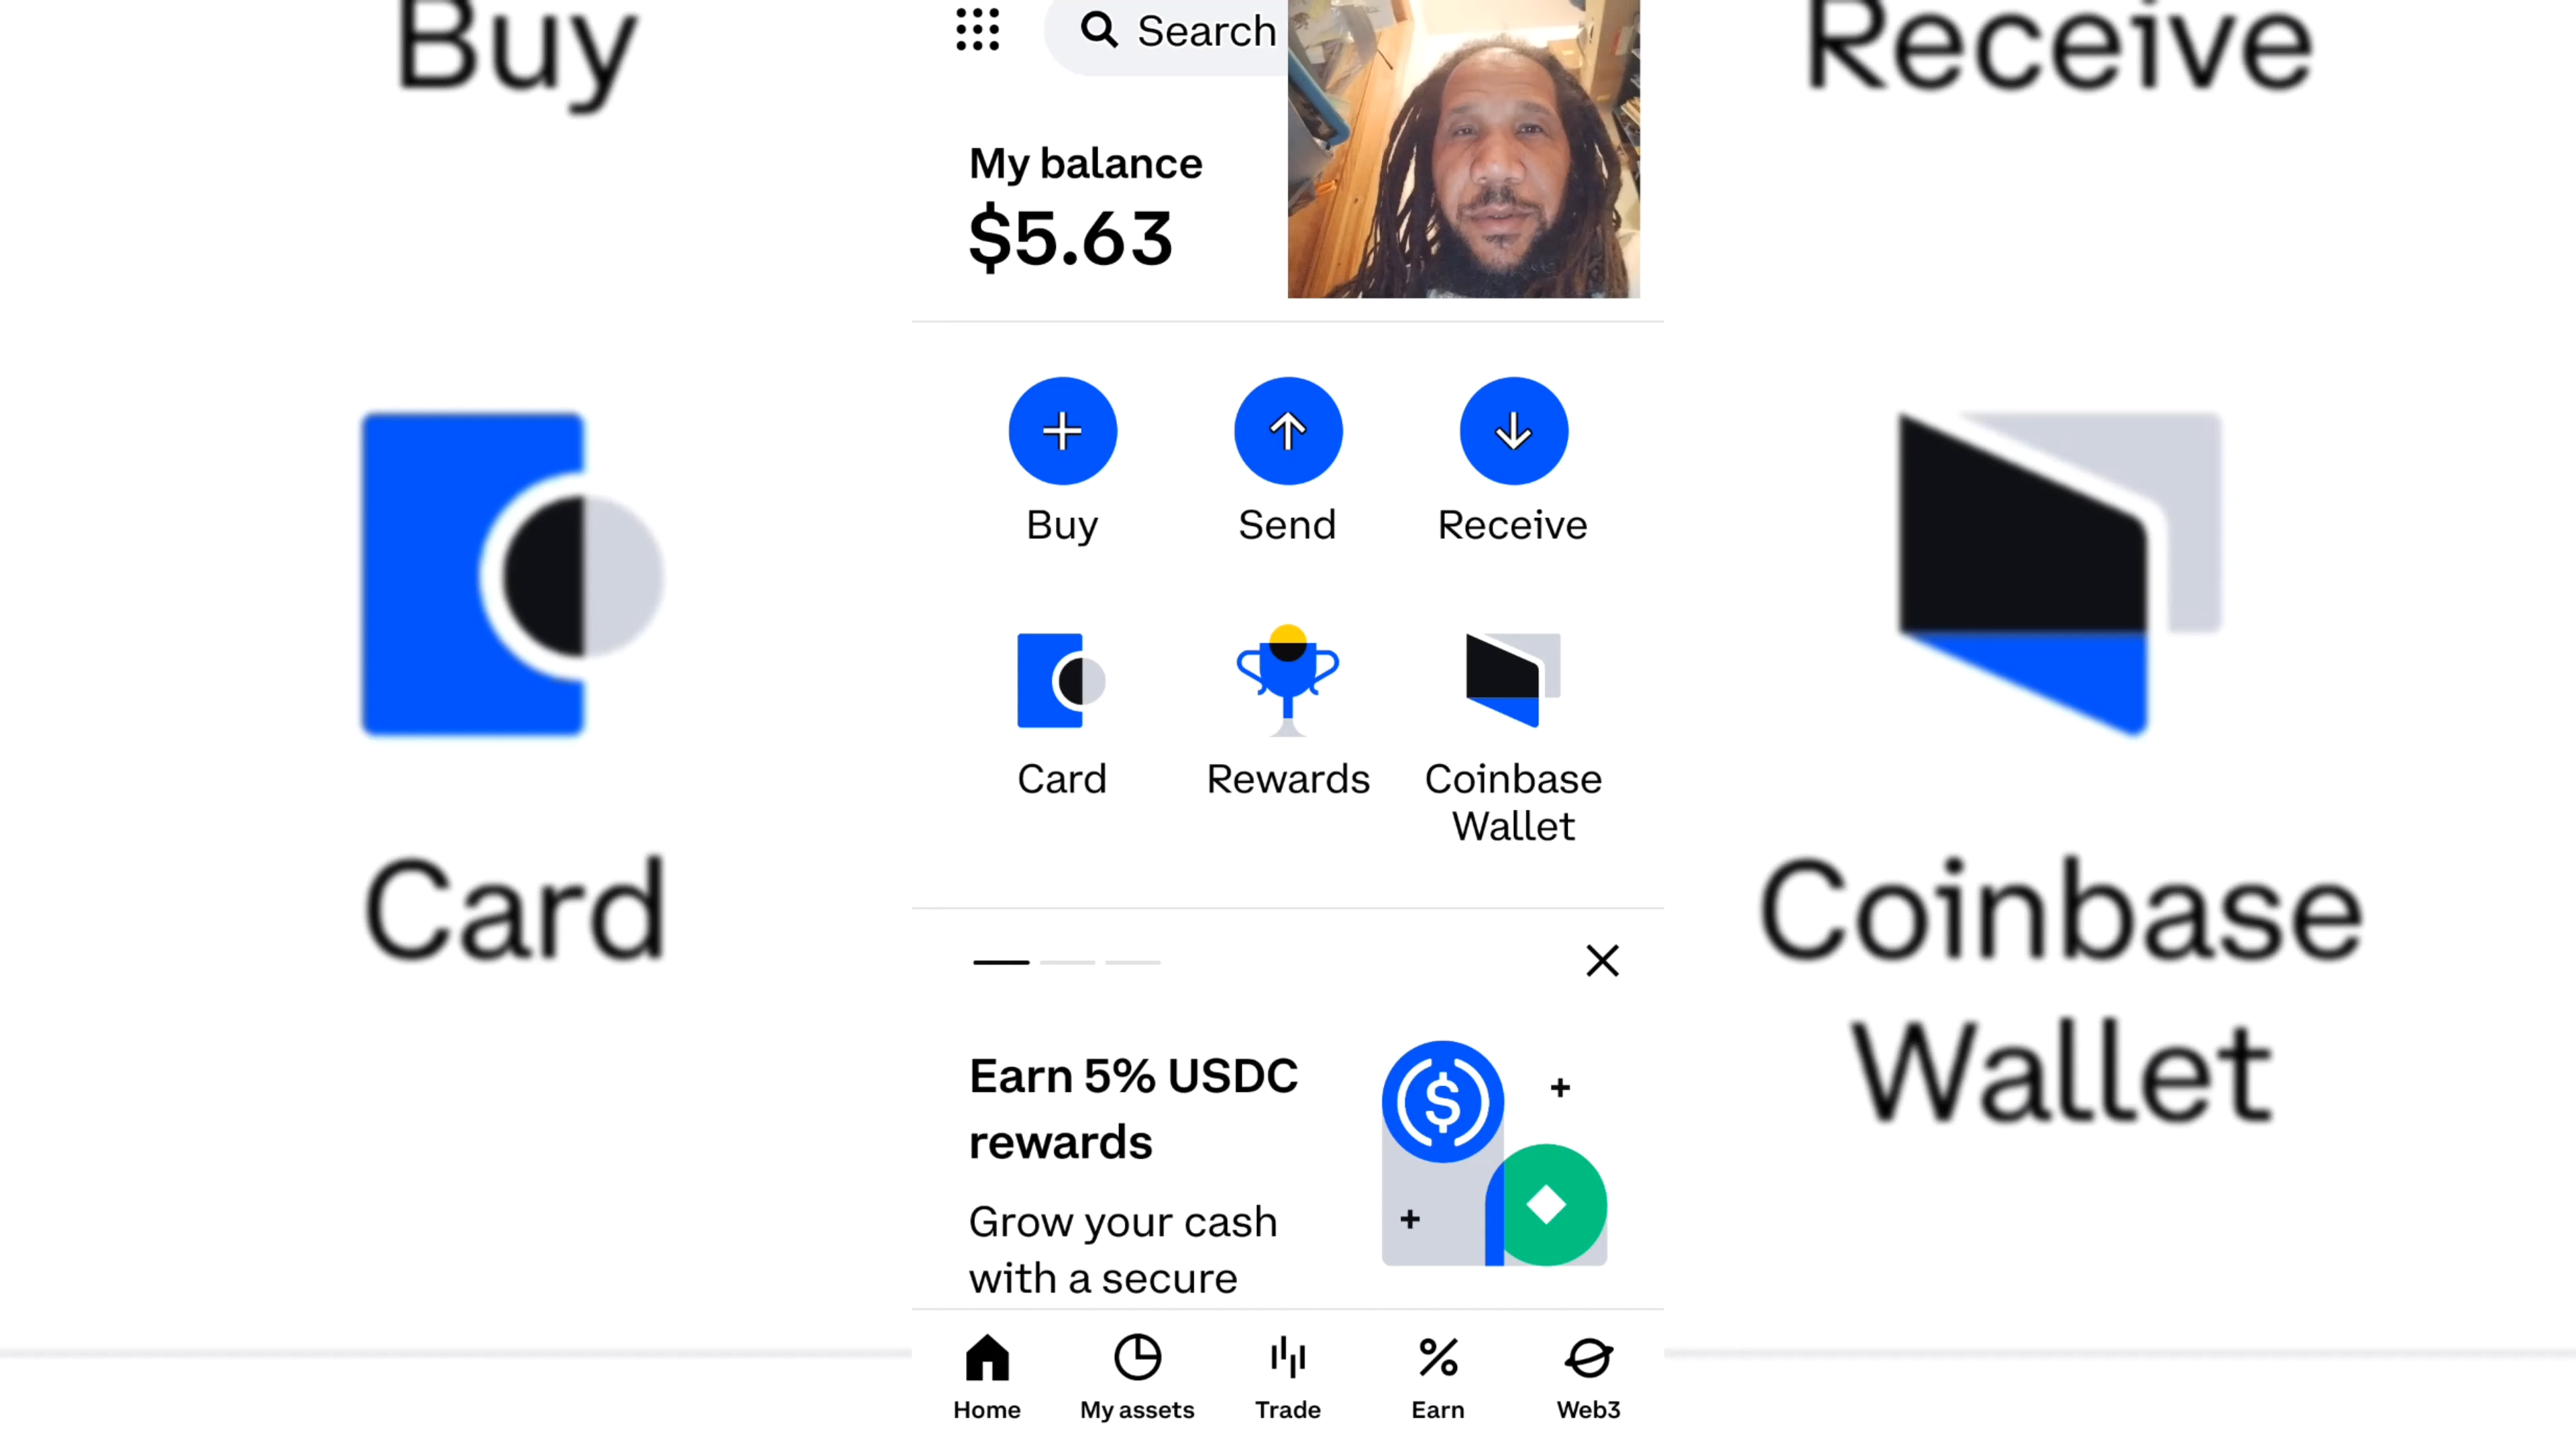 Buy
Receive
Search
My balance
$5.63
Buy
Send
Receive
Card
Rewards
Coinbase
Wallet
Card
Coinbase
Wallet
Earn 5% USDC
rewards
Grow your cash
with a secure
Home
My assets
Trade
Earn
Web3